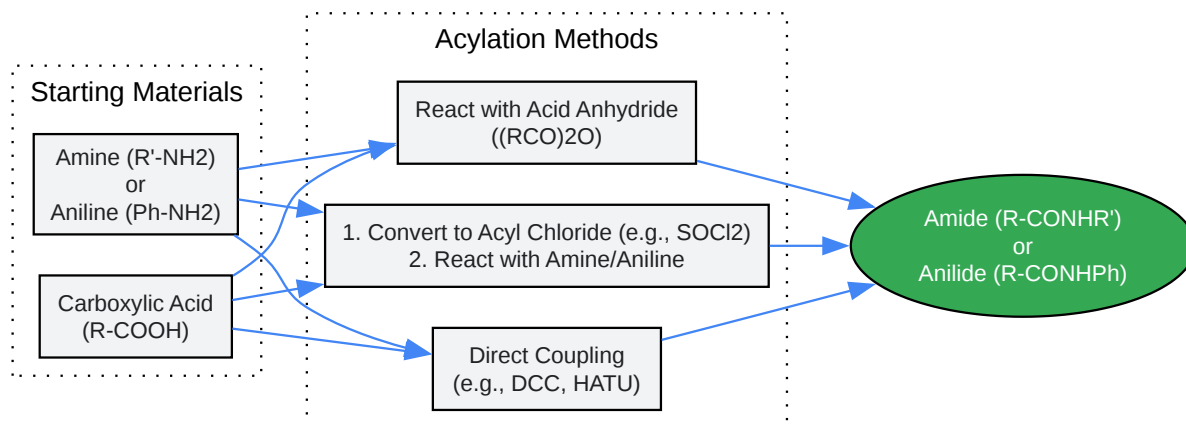 Starting Materials
Amine (R'-NH2)
or
Aniline (Ph-NH2)
Carboxylic Acid
(R-COOH)
Acylation Methods
React with Acid Anhydride
((RCO)2O)
1. Convert to Acyl Chloride (e.g., SOCl2)
2. React with Amine/Aniline
Direct Coupling
(e.g., DCC, HATU)
Amide (R-CONHR')
or
Anilide (R-CONHPh)